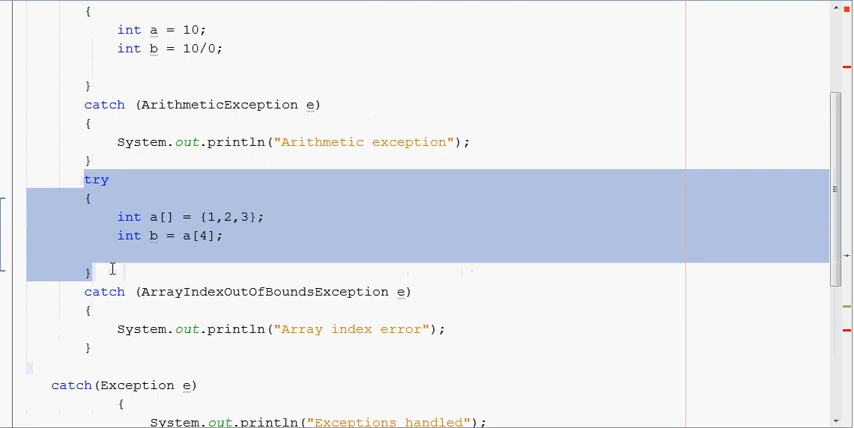 {
int a = 10;
int b = 10/0;
}
catch (ArithmeticException e)
{
System.out.println("Arithmetic exception");
}
try
{
int a[] = {1,2,3};
int b = a[4];
}
catch (ArrayIndexOutOfBoundsException e)
{
System.out.println("Array index error");
}
catch(Exception e)
{
System.out.println("Exceptions handled");